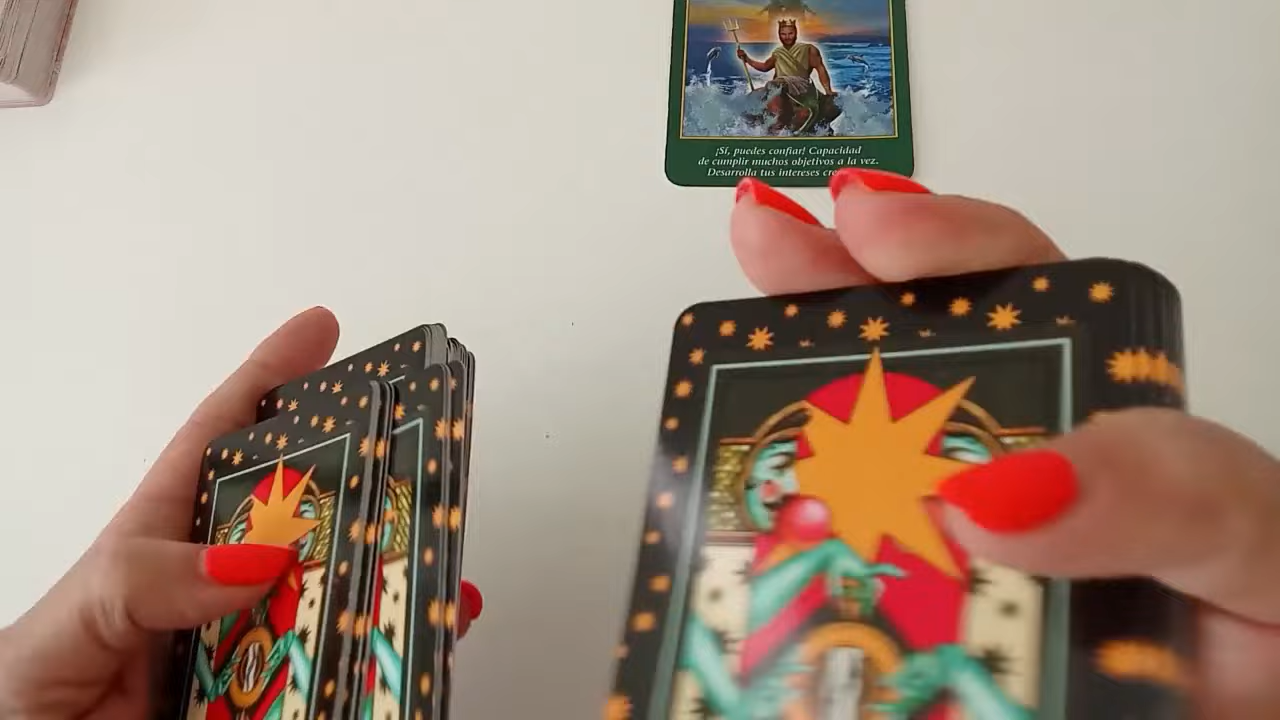 ¡Sí, puedes confiar! Capacidad
de cumplir muchos objetivos a la vez.
Desarrolla tus intereses